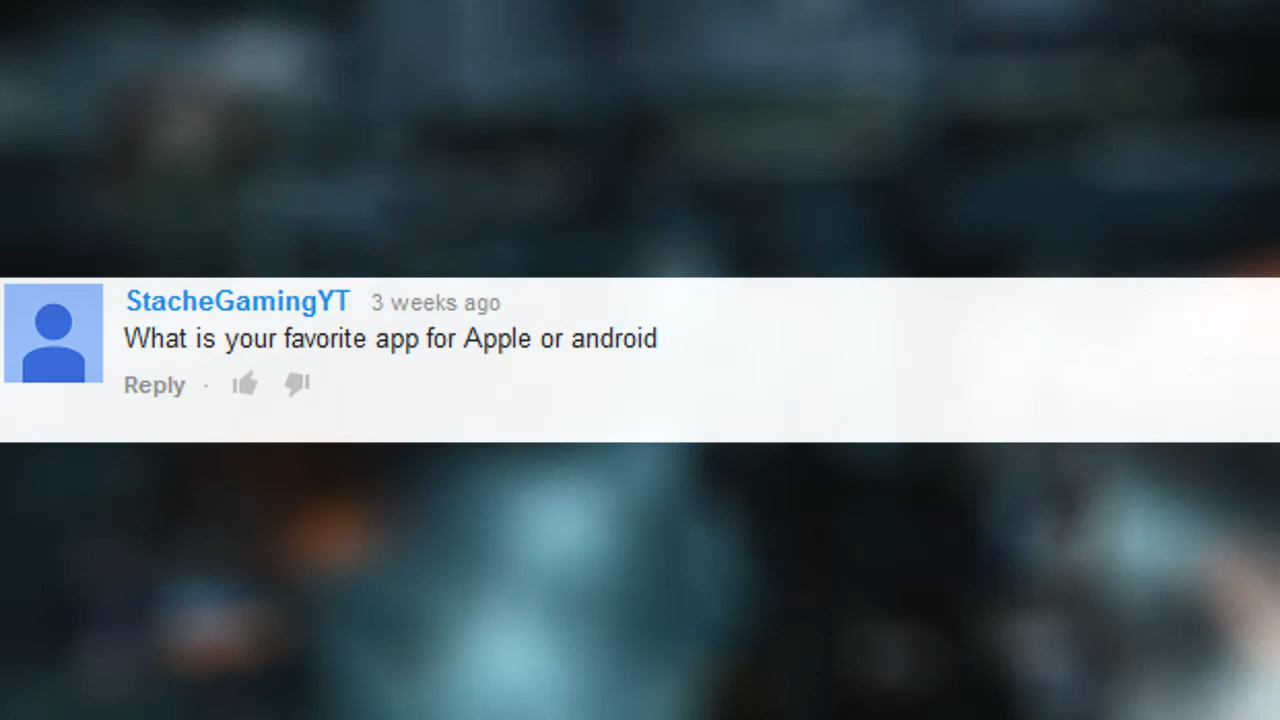 StacheGamingYT 3 weeks ago
What is your favorite app for Apple or android
Reply ·